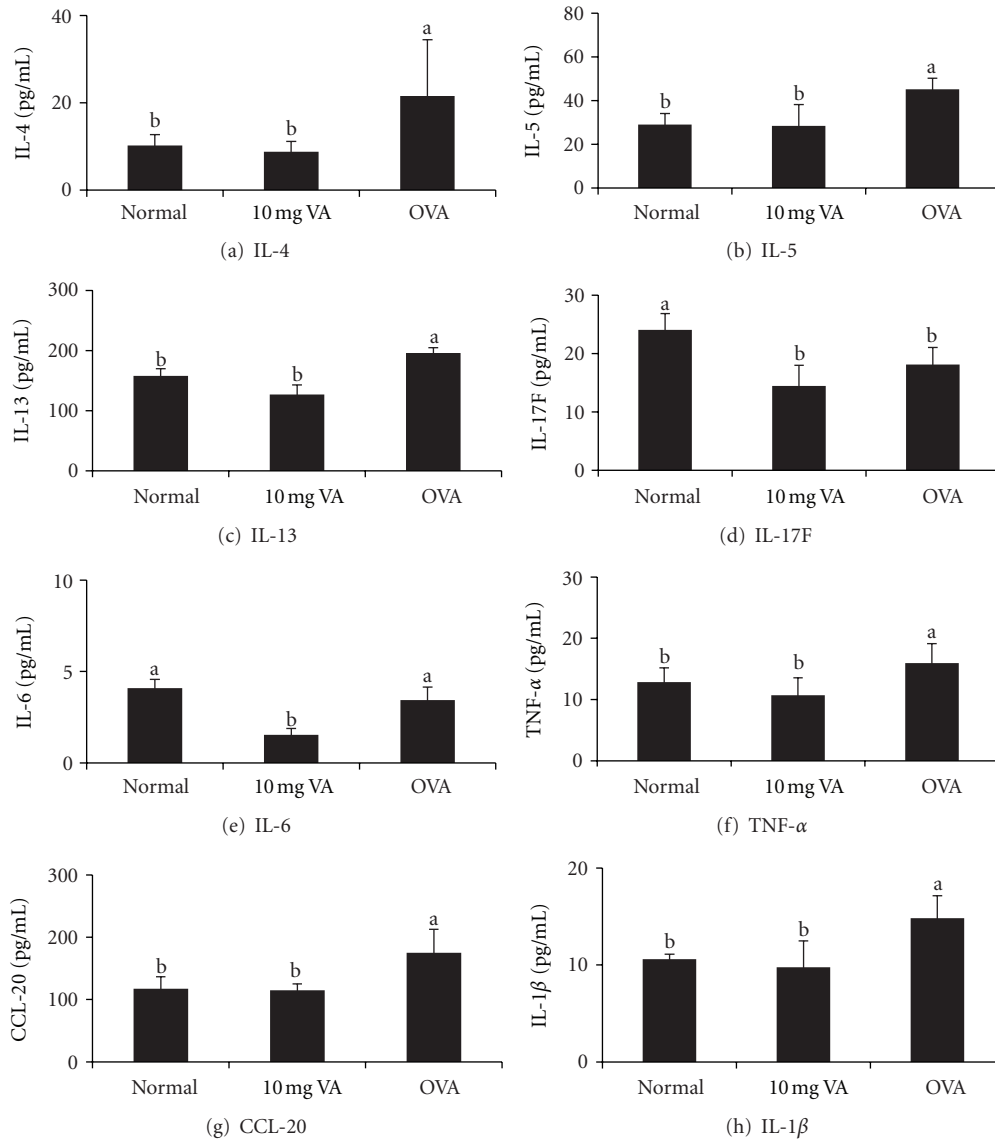 IL-4 (pg/mL)
40
20
0
b
b
a
Normal
10 mg VA
OVA
(a) IL-4
IL-5 (pg/mL)
80
60
40
20
0
b
b
a
Normal
10 mg VA
OVA
(b) IL-5
IL-13 (pg/mL)
300
200
100
0
b
b
a
Normal
10 mg VA
OVA
(c) IL-13
IL-17F (pg/mL)
30
20
10
0
a
b
b
Normal
10 mg VA
OVA
(d) IL-17F
IL-6 (pg/mL)
10
5
0
a
b
a
Normal
10 mg VA
OVA
(e) IL-6
TNF-α (pg/mL)
30
20
10
0
b
b
a
Normal
10 mg VA
OVA
(f) TNF-α
CCL-20 (pg/mL)
300
200
100
0
b
b
a
Normal
10 mg VA
OVA
(g) CCL-20
IL-1β (pg/mL)
20
10
0
b
b
a
Normal
10 mg VA
OVA
(h) IL-1β